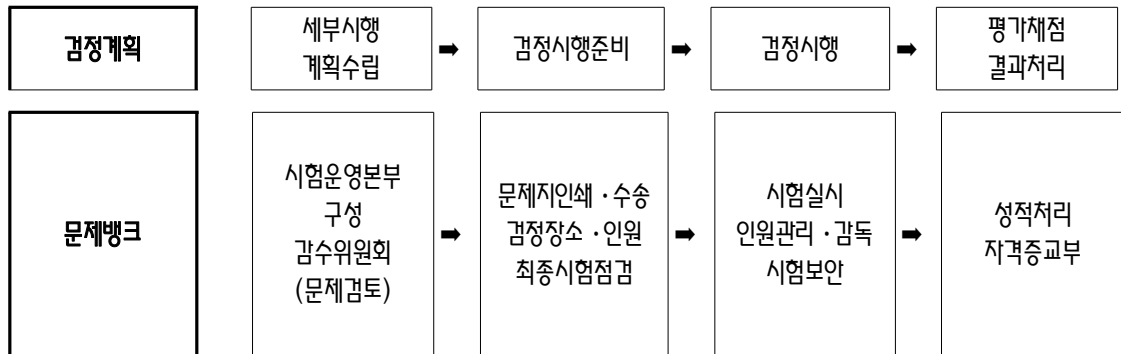 검정계획
세부시행
계획수립
➡
검정시행준비
➡
검정시행
➡
평가채점
결과처리
문제뱅크
시험운영본부
구성
감수위원회
(문제검토)
➡
문제지인쇄·수송
검정장소·인원
최종시험점검
➡
시험실시
인원관리·감독
시험보안
➡
성적처리
자격증교부